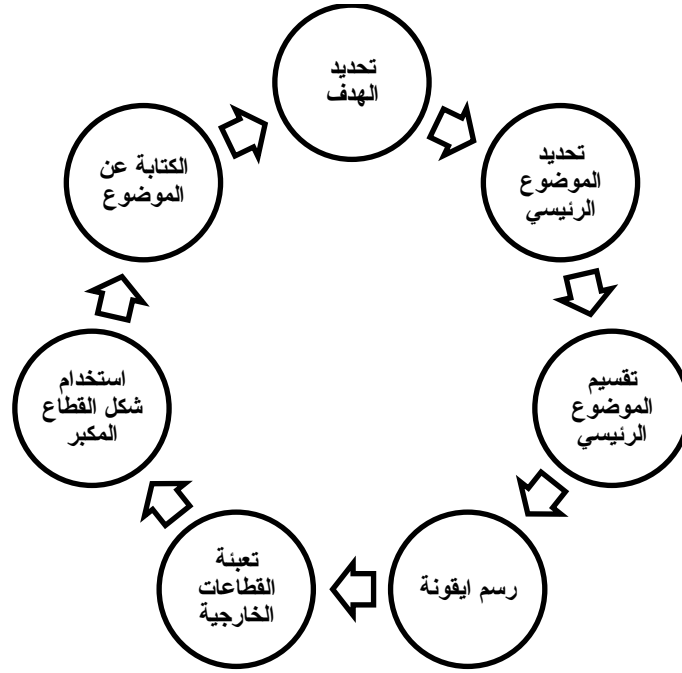 تحديد
الهدف
تحديد
الموضوع
الرئيسي
تقسيم
الموضوع
الرئيسي
رسم ايقونة
تعبئة
القطاعات
الخارجية
استخدام
شكل القطاع
المكبر
الكتابة عن
الموضوع